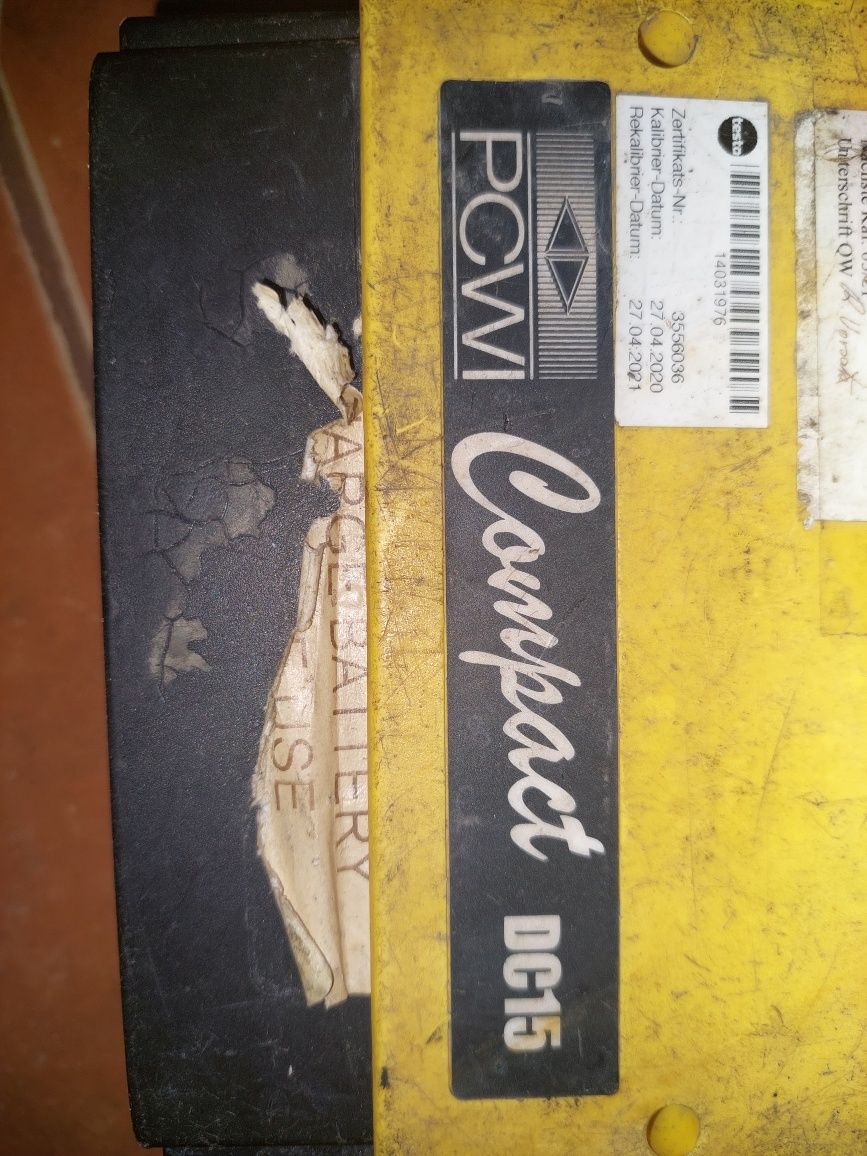 testo
14031976
Zertifikats-Nr.: 3556036
Kalibrier-Datum: 27.04.2020
Rekalibrier-Datum: 27.04.2021
Unterschrift QW
PCWI
Compact DC15
ARGE BATTERY
USE